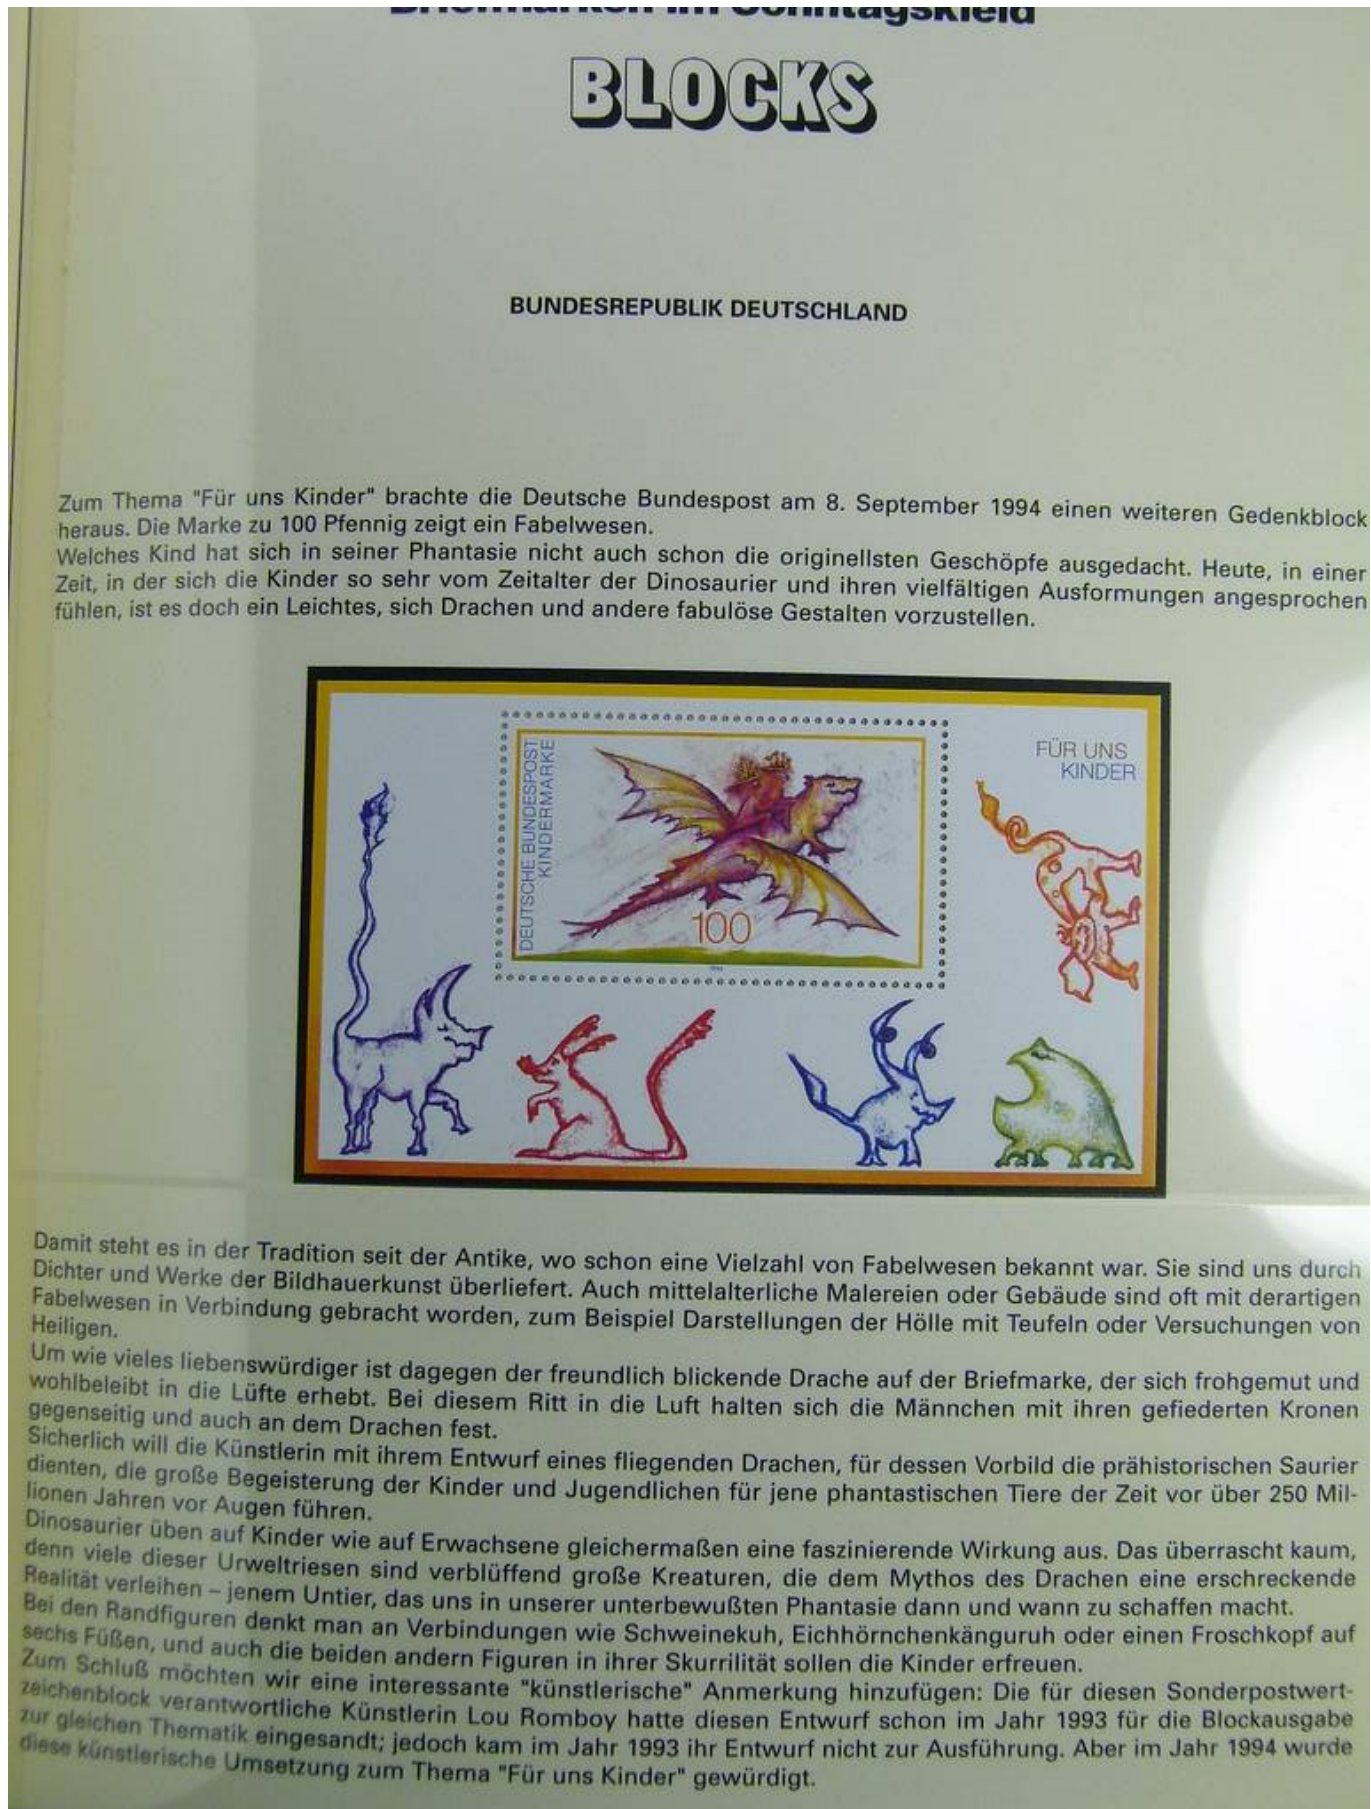 Briefmarken im Sonntagskleid
BLOCKS
BUNDESREPUBLIK DEUTSCHLAND
Zum Thema "Für uns Kinder" brachte die Deutsche Bundespost am 8. September 1994 einen weiteren Gedenkblock
heraus. Die Marke zu 100 Pfennig zeigt ein Fabelwesen.
Welches Kind hat sich in seiner Phantasie nicht auch schon die originellsten Geschöpfe ausgedacht. Heute, in einer
Zeit, in der sich die Kinder so sehr vom Zeitalter der Dinosaurier und ihren vielfältigen Ausformungen angesprochen
fühlen, ist es doch ein Leichtes, sich Drachen und andere fabulöse Gestalten vorzustellen.
DEUTSCHE BUNDESPOST
KINDERMARKE
100
FÜR UNS
KINDER
Damit steht es in der Tradition seit der Antike, wo schon eine Vielzahl von Fabelwesen bekannt war. Sie sind uns durch
Dichter und Werke der Bildhauerkunst überliefert. Auch mittelalterliche Malereien oder Gebäude sind oft mit derartigen
Fabelwesen in Verbindung gebracht worden, zum Beispiel Darstellungen der Hölle mit Teufeln oder Versuchungen von
Heiligen.
Um wie vieles liebenswürdiger ist dagegen der freundlich blickende Drache auf der Briefmarke, der sich frohgemut und
wohlbeleibt in die Lüfte erhebt. Bei diesem Ritt in die Luft halten sich die Männchen mit ihren gefiederten Kronen
gegenseitig und auch an dem Drachen fest.
Sicherlich will die Künstlerin mit ihrem Entwurf eines fliegenden Drachen, für dessen Vorbild die prähistorischen Saurier
dienten, die große Begeisterung der Kinder und Jugendlichen für jene phantastischen Tiere der Zeit vor über 250 Mil-
lionen Jahren vor Augen führen.
Dinosaurier üben auf Kinder wie auf Erwachsene gleichermaßen eine faszinierende Wirkung aus. Das überrascht kaum,
denn viele dieser Urweltriesen sind verblüffend große Kreaturen, die dem Mythos des Drachen eine erschreckende
Realität verleihen – jenem Untier, das uns in unserer unterbewußten Phantasie dann und wann zu schaffen macht.
Bei den Randfiguren denkt man an Verbindungen wie Schweinekuh, Eichhörnchenkänguruh oder einen Froschkopf auf
sechs Füßen, und auch die beiden andern Figuren in ihrer Skurrilität sollen die Kinder erfreuen.
Zum Schluß möchten wir eine interessante "künstlerische" Anmerkung hinzufügen: Die für diesen Sonderpostwert-
zeichenblock verantwortliche Künstlerin Lou Romboy hatte diesen Entwurf schon im Jahr 1993 für die Blockausgabe
zur gleichen Thematik eingesandt; jedoch kam im Jahr 1993 ihr Entwurf nicht zur Ausführung. Aber im Jahr 1994 wurde
diese künstlerische Umsetzung zum Thema "Für uns Kinder" gewürdigt.